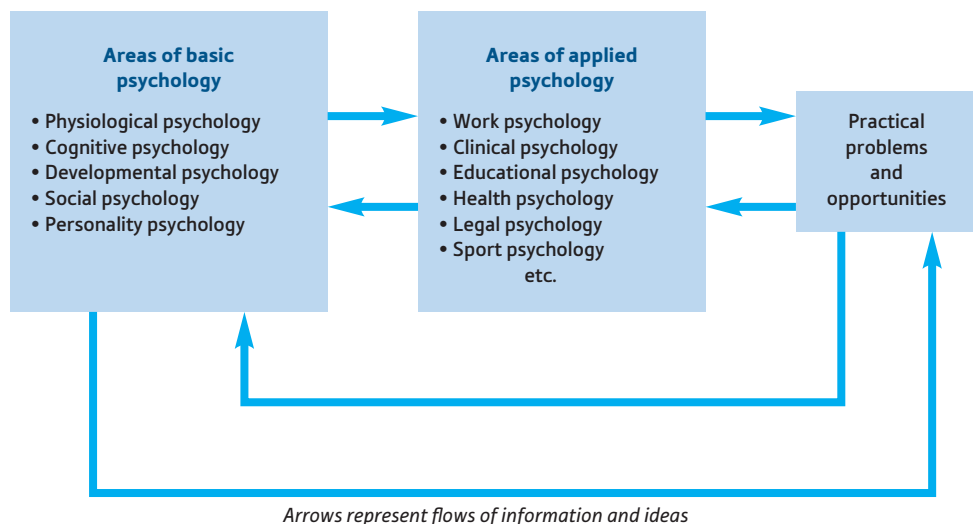 Areas of basic
psychology
• Physiological psychology
• Cognitive psychology
• Developmental psychology
• Social psychology
• Personality psychology
Areas of applied
psychology
• Work psychology
• Clinical psychology
• Educational psychology
• Health psychology
• Legal psychology
• Sport psychology
etc.
Practical
problems
and
opportunities
Arrows represent flows of information and ideas